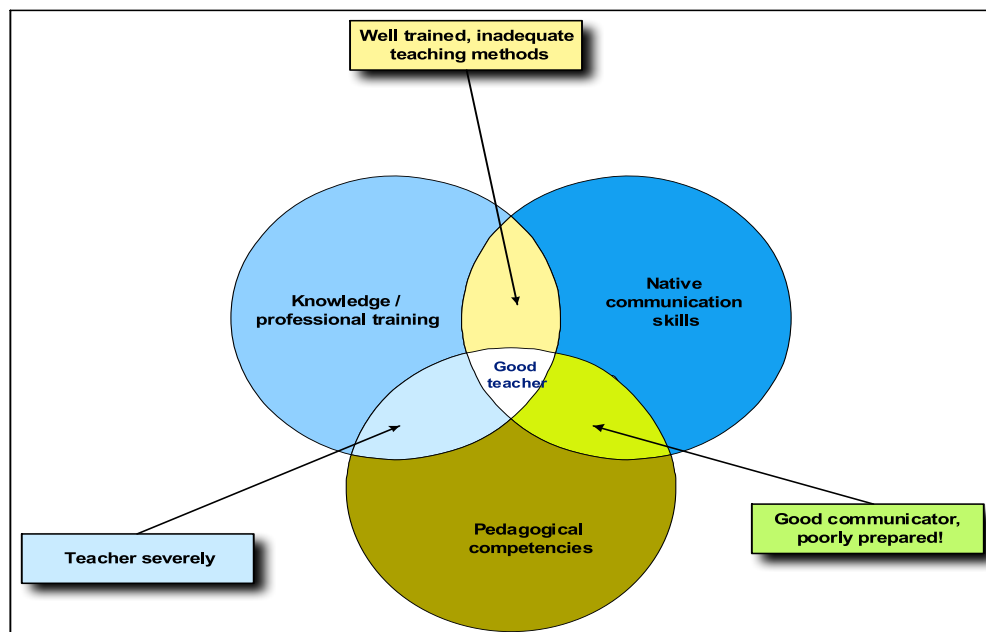 Well trained, inadequate
teaching methods
Knowledge /
professional training
Native
communication
skills
Good
teacher
Pedagogical
competencies
Teacher severely
Good communicator,
poorly prepared!